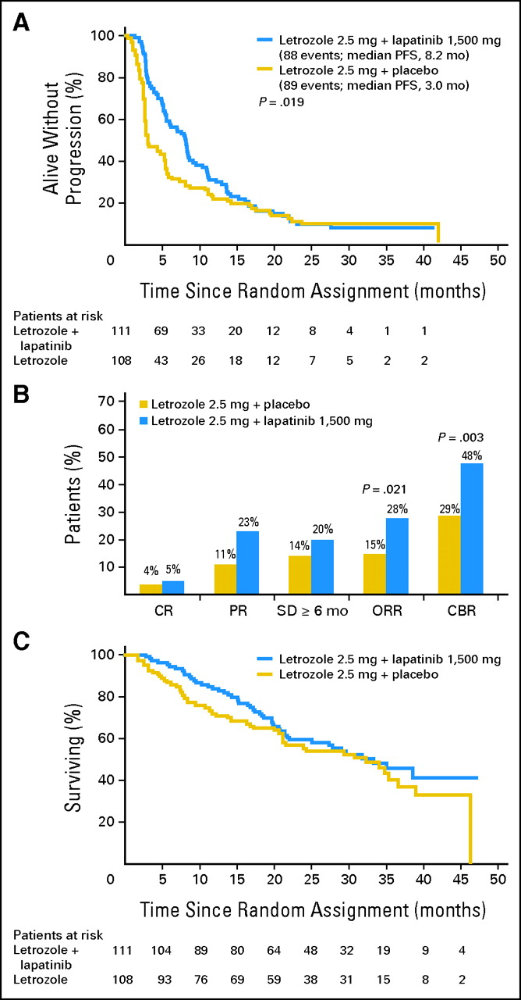 A
Alive Without
Progression (%)
100
80
60
40
20
Letrozole 2.5 mg + lapatinib 1,500 mg
(88 events; median PFS, 8.2 mo)
Letrozole 2.5 mg + placebo
(89 events; median PFS, 3.0 mo)
P = .019
0 5 10 15 20 25 30 35 40 45 50
Time Since Random Assignment (months)
Patients at risk
Letrozole + 111 69 33 20 12 8 4 1 1
lapatinib
Letrozole 108 43 26 18 12 7 5 2 2
B
Patients (%)
70
60
50
40
30
20
10
Letrozole 2.5 mg + placebo
Letrozole 2.5 mg + lapatinib 1,500 mg
P = .003
P = .021
4% 5% 11% 23% 14% 20% 15% 28% 29% 48%
CR PR SD ≥ 6 mo ORR CBR
C
Surviving (%)
100
80
60
40
20
Letrozole 2.5 mg + lapatinib 1,500 mg
Letrozole 2.5 mg + placebo
0 5 10 15 20 25 30 35 40 45 50
Time Since Random Assignment (months)
Patients at risk
Letrozole + 111 104 89 80 64 48 32 19 9 4
lapatinib
Letrozole 108 93 76 69 59 38 31 15 8 2